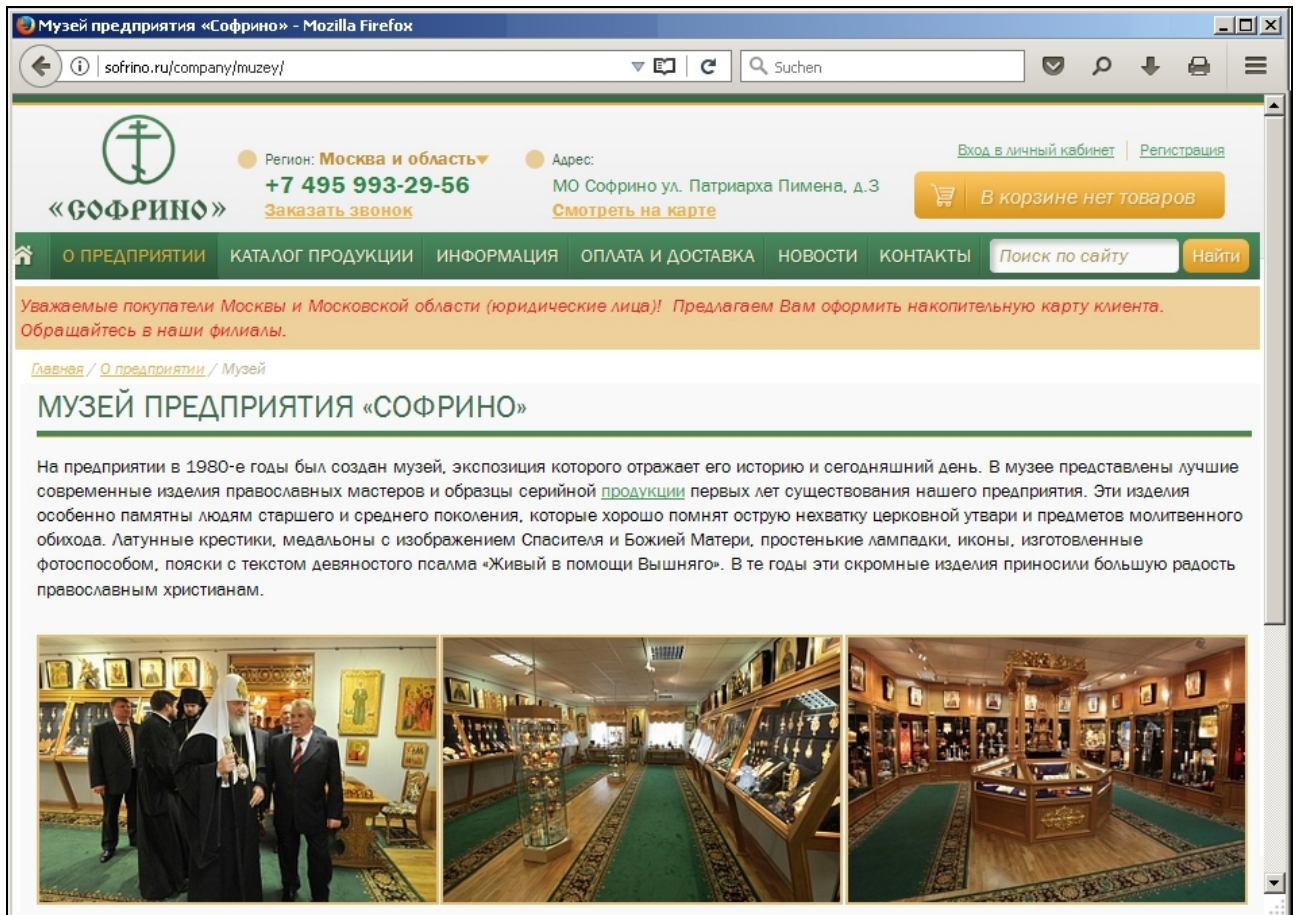 Музей предприятия «Софрино» - Mozilla Firefox
sofrino.ru/company/muzey/
Suchen
«СОФРИНО»
Регион: Москва и область
+7 495 993-29-56
Заказать звонок
Адрес:
МО Софрино ул. Патриарха Пимена, д.3
Смотреть на карте
Вход в личный кабинет
Регистрация
В корзине нет товаров
О ПРЕДПРИЯТИИ
КАТАЛОГ ПРОДУКЦИИ
ИНФОРМАЦИЯ
ОПЛАТА И ДОСТАВКА
НОВОСТИ
КОНТАКТЫ
Поиск по сайту
Найти
Уважаемые покупатели Москвы и Московской области (юридические лица)! Предлагаем Вам оформить накопительную карту клиента.
Обращайтесь в наши филиалы.
Главная / О предприятии / Музей
МУЗЕЙ ПРЕДПРИЯТИЯ «СОФРИНО»
На предприятии в 1980-е годы был создан музей, экспозиция которого отражает его историю и сегодняшний день. В музее представлены лучшие
современные изделия православных мастеров и образцы серийной продукции первых лет существования нашего предприятия. Эти изделия
особенно памятны людям старшего и среднего поколения, которые хорошо помнят острую нехватку церковной утвари и предметов молитвенного
обихода. Латунные крестики, медальоны с изображением Спасителя и Божией Матери, простенькие лампадки, иконы, изготовленные
фотоспособом, пояски с текстом девяностого псалма «Живый в помощи Вышняго». В те годы эти скромные изделия приносили большую радость
православным христианам.